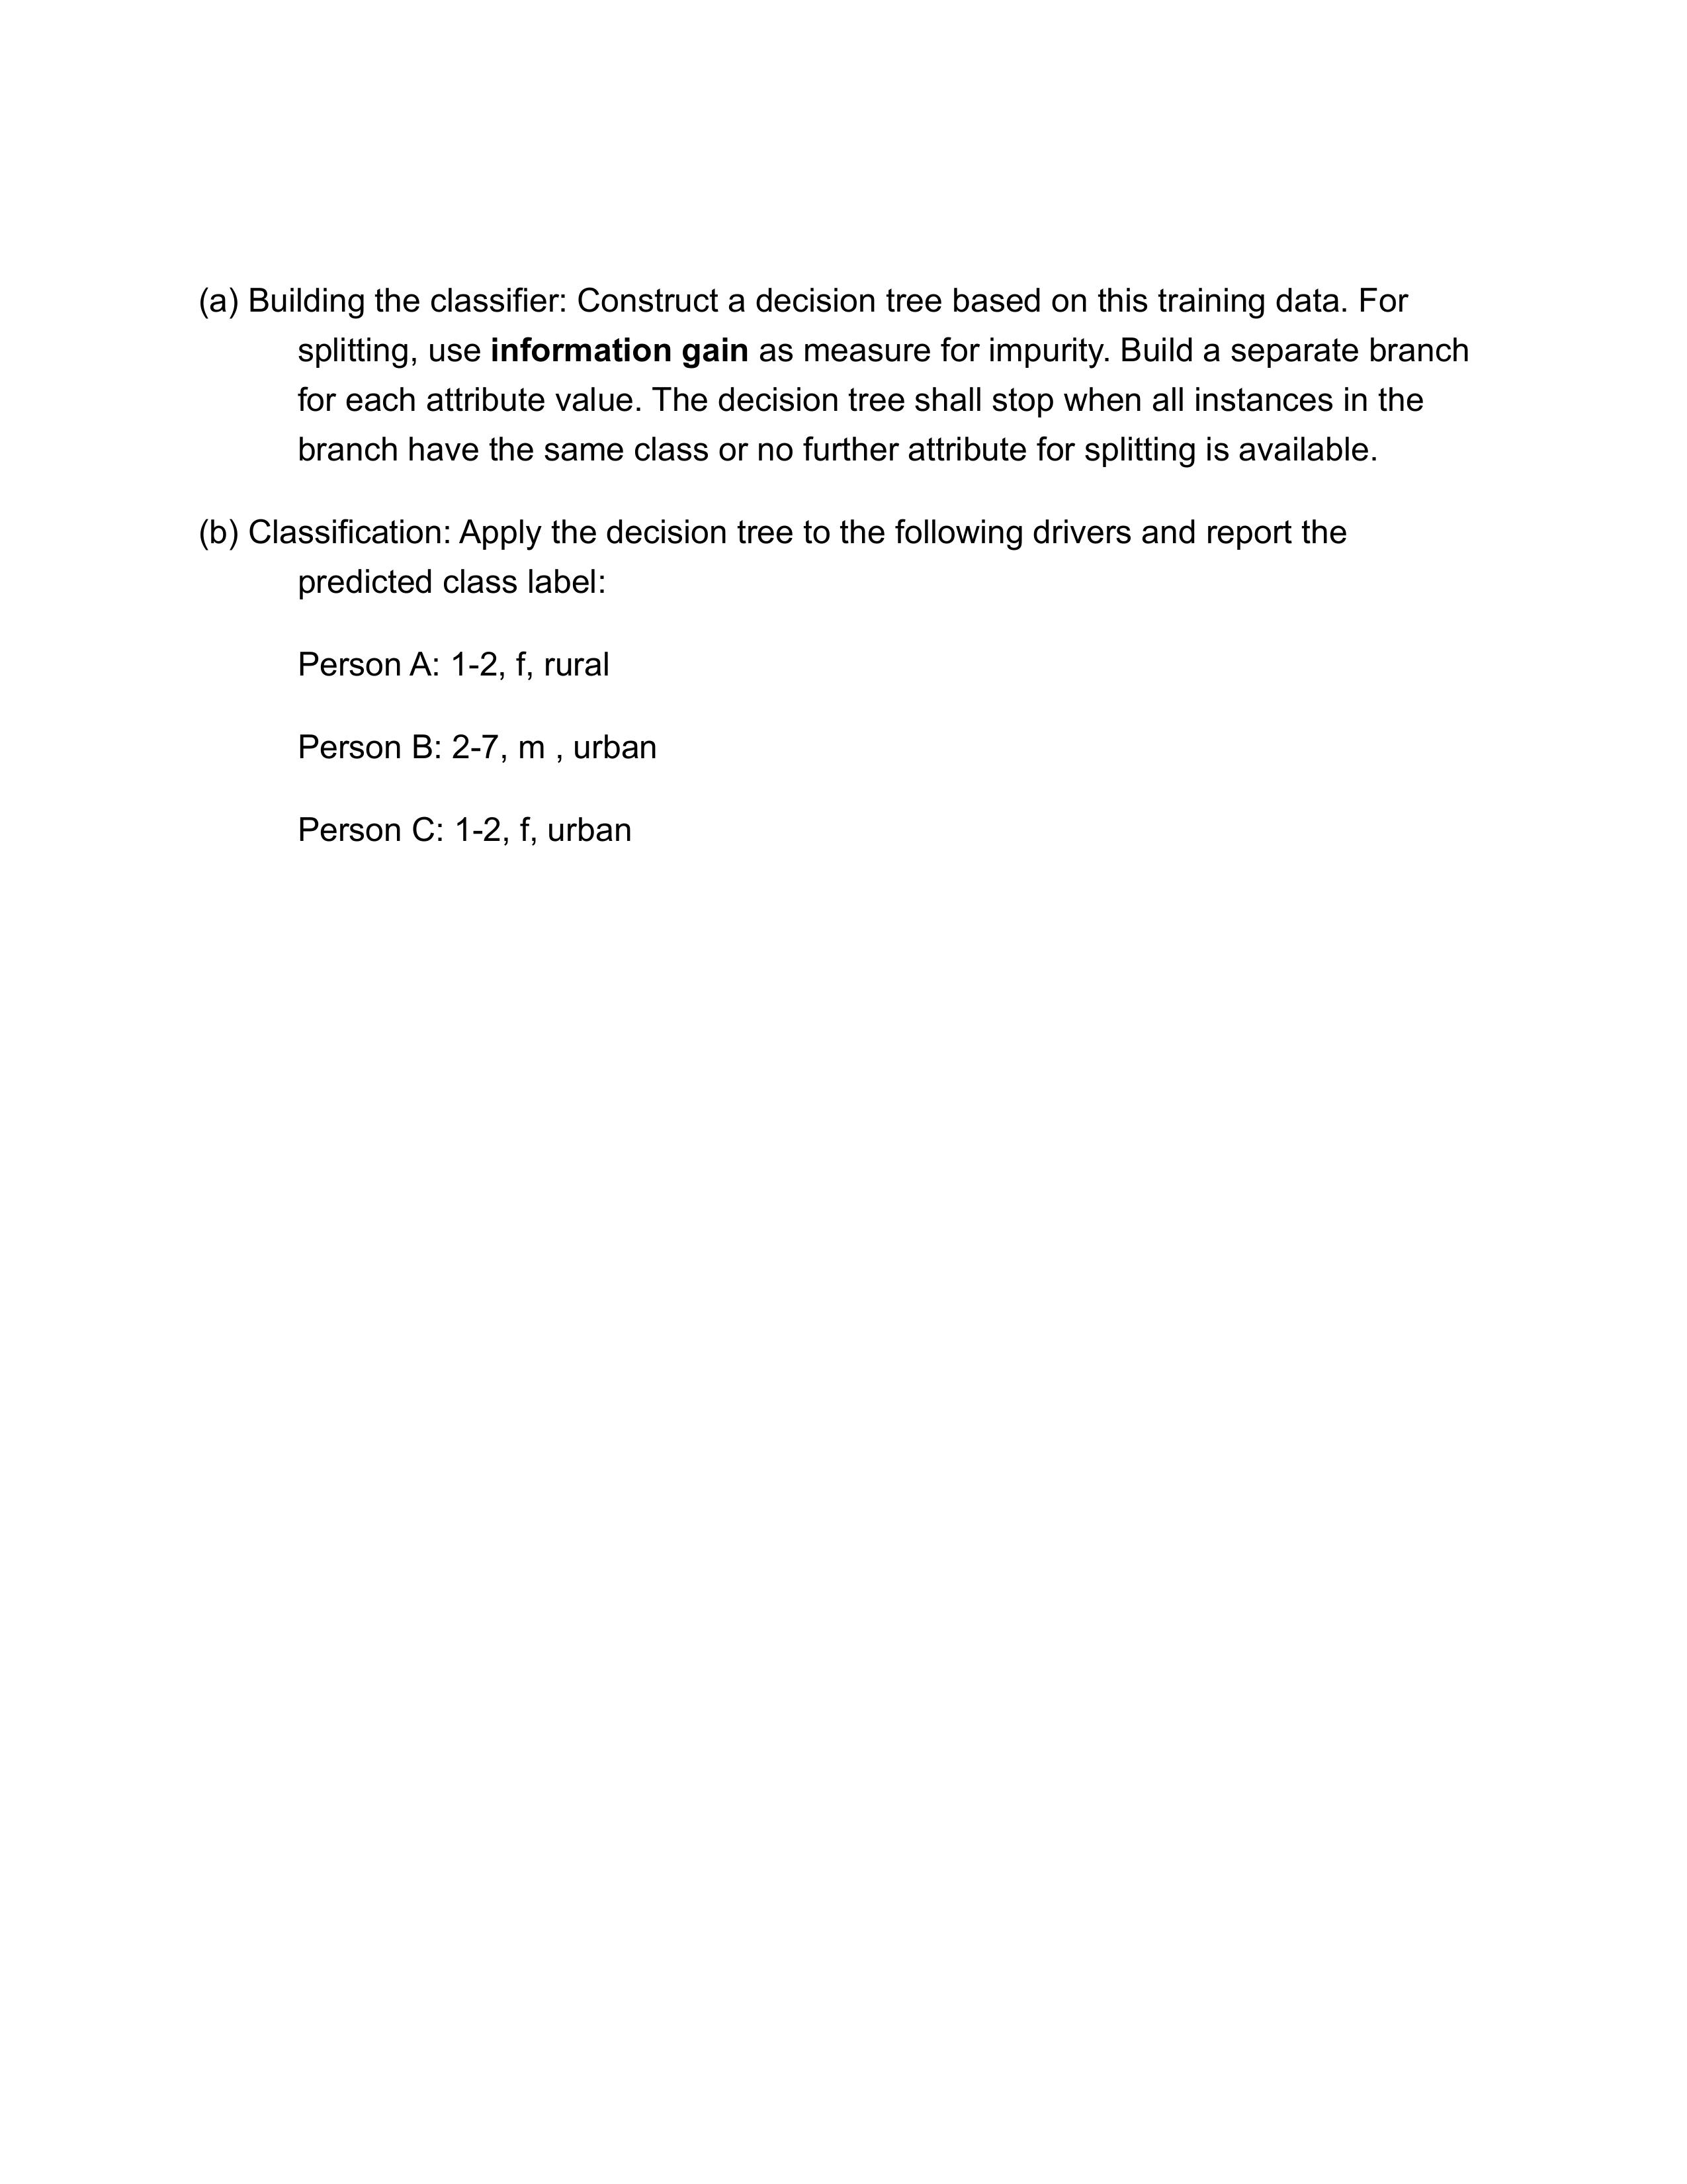 (a) Building the classifier: Construct a decision tree based on this training data. For
splitting, use information gain as measure for impurity. Build a separate branch
for each attribute value. The decision tree shall stop when all instances in the
branch have the same class or no further attribute for splitting is available.
(b) Classification: Apply the decision tree to the following drivers and report the
predicted class label:
Person A: 1-2, f, rural
Person B: 2-7, m , urban
Person C: 1-2, f, urban